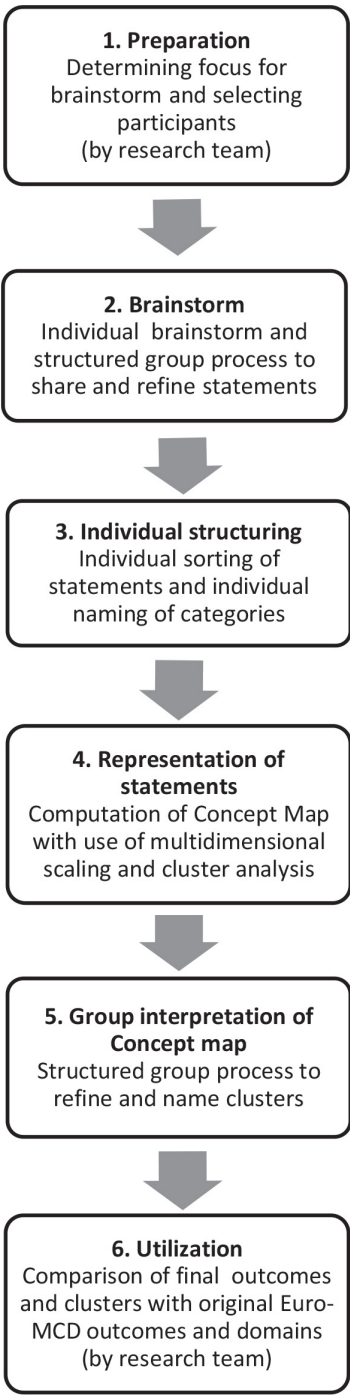 1. Preparation
Determining focus for
brainstorm and selecting
participants
(by research team)
2. Brainstorm
Individual brainstorm and
structured group process to
share and refine statements
3. Individual structuring
Individual sorting of
statements and individual
naming of categories
4. Representation of
statements
Computation of Concept Map
with use of multidimensional
scaling and cluster analysis
5. Group interpretation of
Concept map
Structured group process to
refine and name clusters
6. Utilization
Comparison of final outcomes
and clusters with original Euro-
MCD outcomes and domains
(by research team)